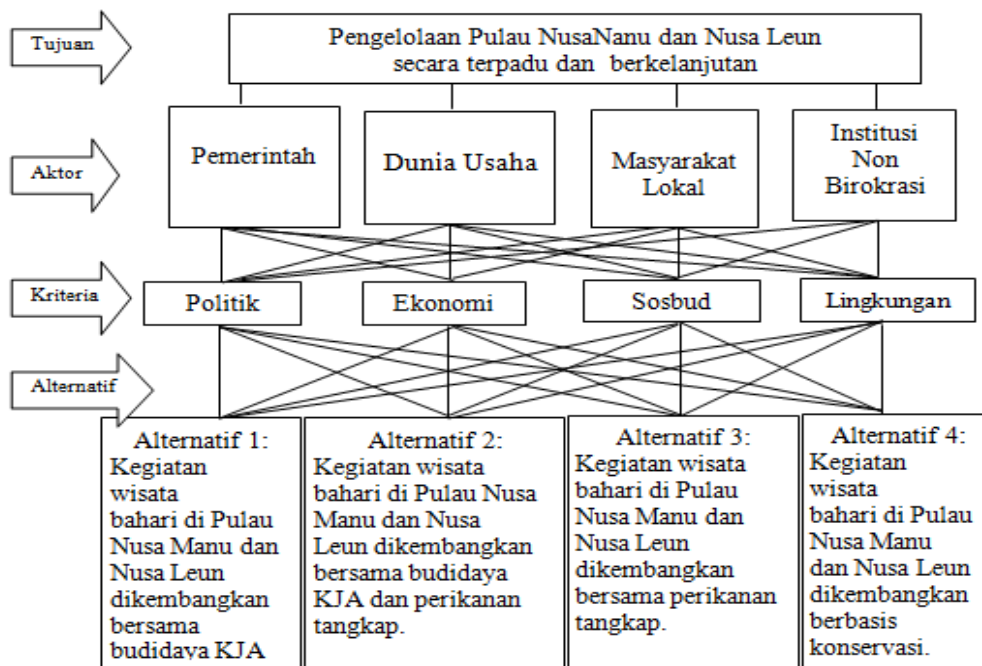 Tujuan
Pengelolaan Pulau NusaNanu dan Nusa Leun
secara terpadu dan berkelanjutan
Aktor
Pemerintah
Dunia Usaha
Masyarakat
Lokal
Institusi
Non
Birokrasi
Kriteria
Politik
Ekonomi
Sosbud
Lingkungan
Alternatif
Alternatif 1:
Kegiatan
wisata
bahari di Pulau
Nusa Manu dan
Nusa Leun
dikembangkan
bersama
budidaya KJA
Alternatif 2:
Kegiatan wisata
bahari di Pulau Nusa
Manu dan Nusa
Leun dikembangkan
bersama budidaya
KJA dan perikanan
tangkap.
Alternatif 3:
Kegiatan wisata
bahari di Pulau
Nusa Manu dan
Nusa Leun
dikembangkan
bersama perikanan
tangkap.
Alternatif 4:
Kegiatan
wisata
bahari di Pulau
Nusa Manu
dan Nusa Leun
dikembangkan
berbasis
konservasi.